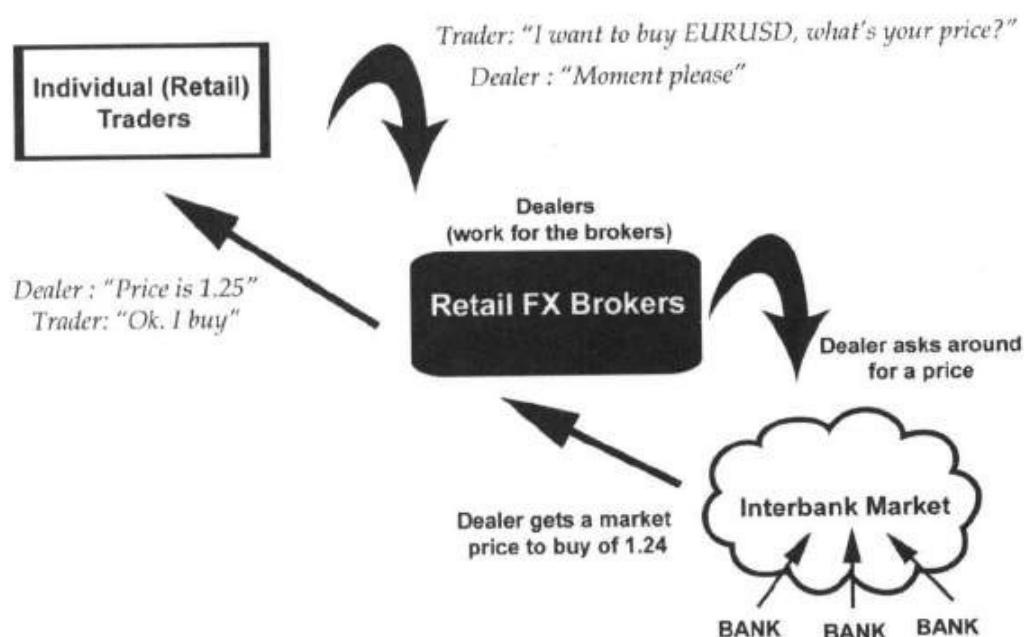 Trader: “I want to buy EURUSD, what's your price?”
Dealer : “Moment please”
Individual (Retail)
Traders
Dealers
(work for the brokers)
Retail FX Brokers
Dealer : “Price is 1.25”
Trader: “Ok. I buy”
Dealer asks around
for a price
Interbank Market
Dealer gets a market
price to buy of 1.24
BANK BANK BANK